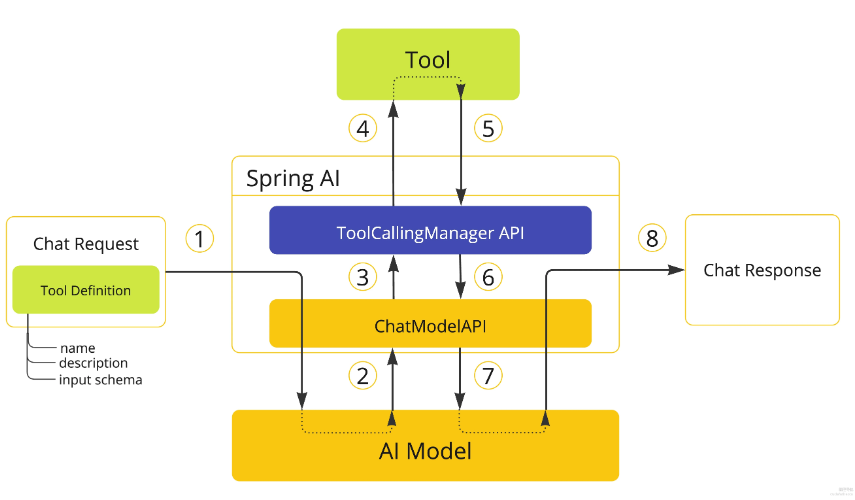 Tool
4
5
Spring AI
Chat Request
1
ToolCallingManager API
8
Tool Definition
3
6
Chat Response
ChatModelAPI
name
description
input schema
2
7
AI Model